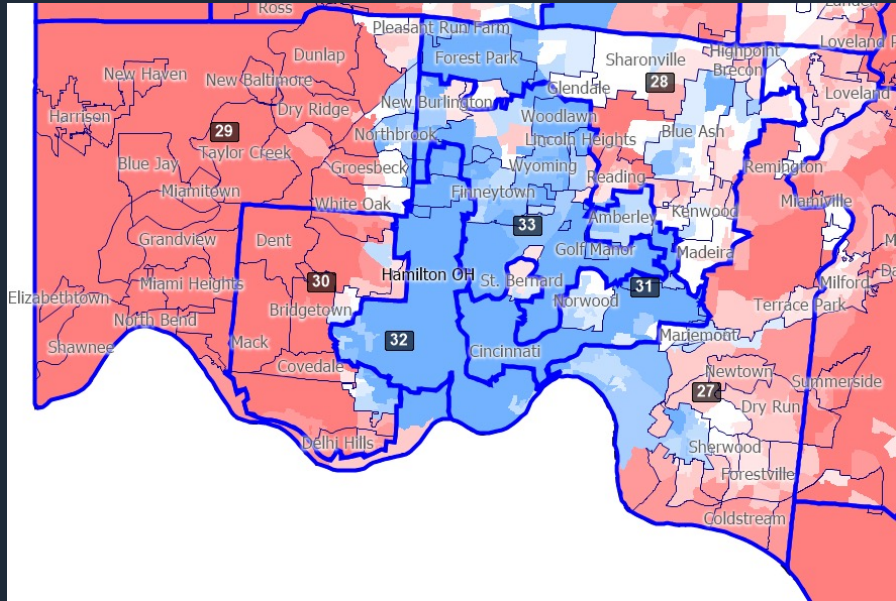 Ross
Landen
Pleasant Run Farm
Loveland P
Dunlap
Highpoint
Forest Park
Sharonville
Brecon
New Haven
New Baltimore
28
Glendale
Loveland
Harrison
Dry Ridge
New Burlington
Woodlawn
29
Northbrook
Lincoln Heights
Blue Ash
Taylor Creek
Blue Jay
Groesbeck
Wyoming
Reading
Remington
Miamitown
Finneytown
White Oak
Amberley
Kenwood
Miamiville
33
Grandview
Dent
Golf Manor
Madeira
Hamilton OH
St. Bernard
Miami Heights
30
31
Milford
Elizabethtown
Bridgetown
Norwood
Terrace Park
North Bend
Mack
32
Cincinnati
Mariemont
Shawnee
Covedale
Newtown
Summerside
27
Dry Run
Delhi Hills
Sherwood
Forestville
Coldstream